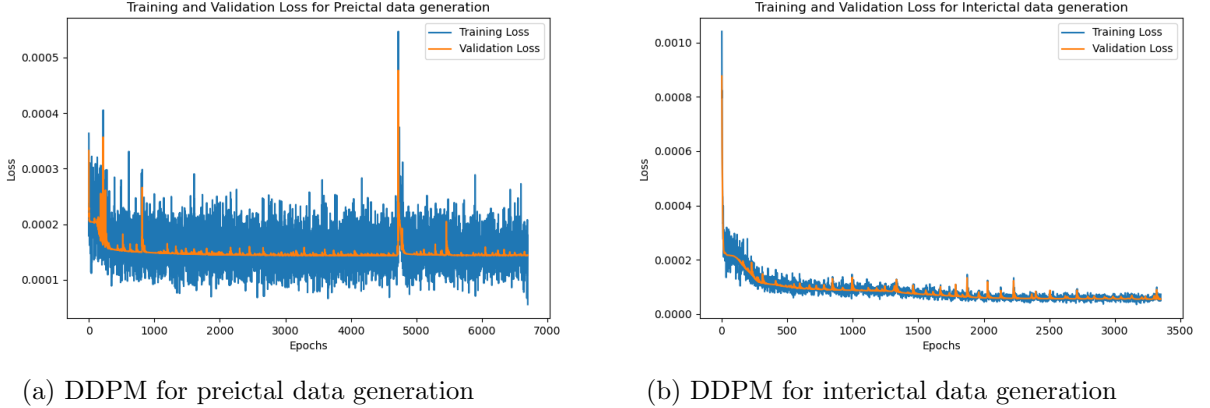 Training and Validation Loss for Preictal data generation
Training Loss
Validation Loss
0.0005
0.0004
0.0003
0.0002
0.0001
Loss
0
1000
2000
3000
4000
5000
6000
7000
Epochs
(a) DDPM for preictal data generation
Training and Validation Loss for Interictal data generation
Training Loss
Validation Loss
0.0010
0.0008
0.0006
0.0004
0.0002
0.0000
Loss
0
500
1000
1500
2000
2500
3000
3500
Epochs
(b) DDPM for interictal data generation